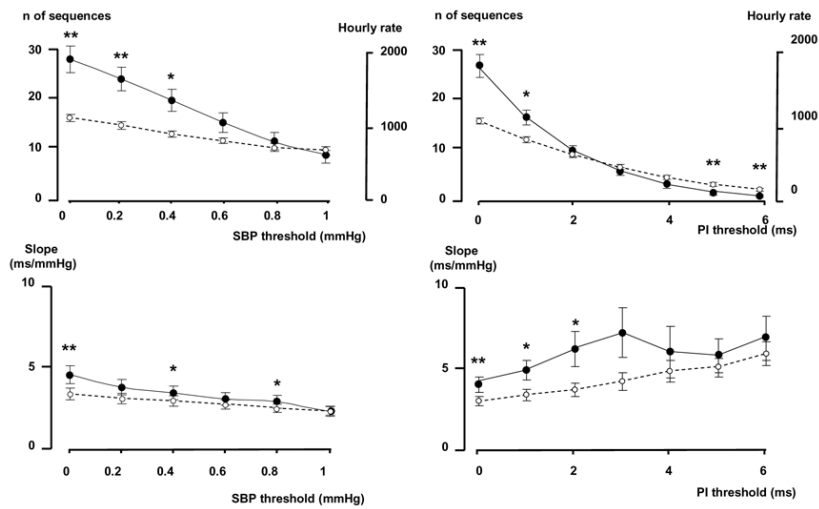 n of sequences
Hourly rate
30
20
10
0
2000
1000
0
**
**
*
0 0.2 0.4 0.6 0.8 1
SBP threshold (mmHg)
n of sequences
Hourly rate
30
20
10
0
2000
1000
0
**
*
**
**
0 2 4 6
PI threshold (ms)
Slope
(ms/mmHg)
10
5
0
**
*
*
0 0.2 0.4 0.6 0.8 1
SBP threshold (mmHg)
Slope
(ms/mmHg)
10
5
0
**
*
*
0 2 4 6
PI threshold (ms)